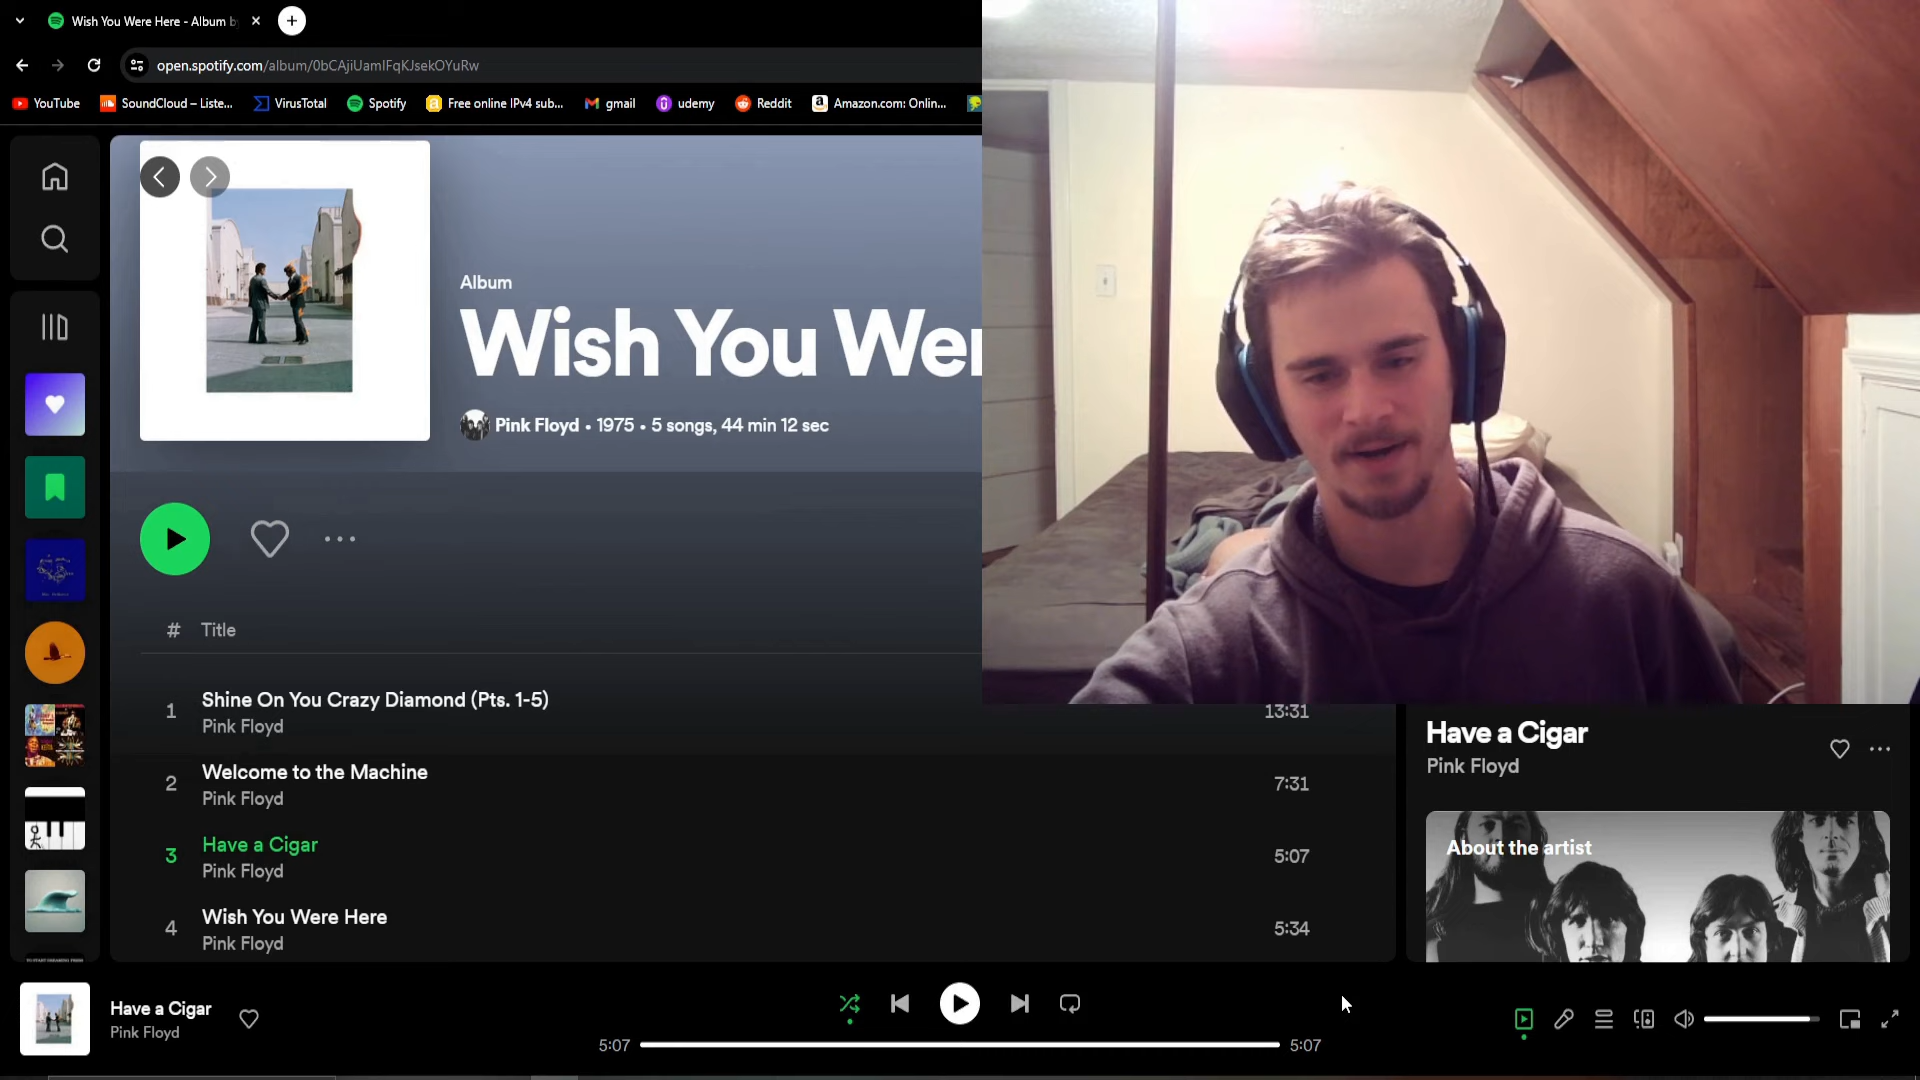 Wish You Were Here - Album b
open.spotify.com/album/0bCAjiUamIFqKJsekOYuRw
YouTube
SoundCloud – Liste...
VirusTotal
Spotify
Free online IPv4 sub...
gmail
udemy
Reddit
Amazon.com: Onlin...
Album
Wish You Wer
Pink Floyd • 1975 • 5 songs, 44 min 12 sec
# Title
1 Shine On You Crazy Diamond (Pts. 1-5) 13:31
Pink Floyd
2 Welcome to the Machine 7:31
Pink Floyd
3 Have a Cigar 5:07
Pink Floyd
4 Wish You Were Here 5:34
Pink Floyd
Have a Cigar
Pink Floyd
About the artist
Have a Cigar
Pink Floyd
5:07
5:07